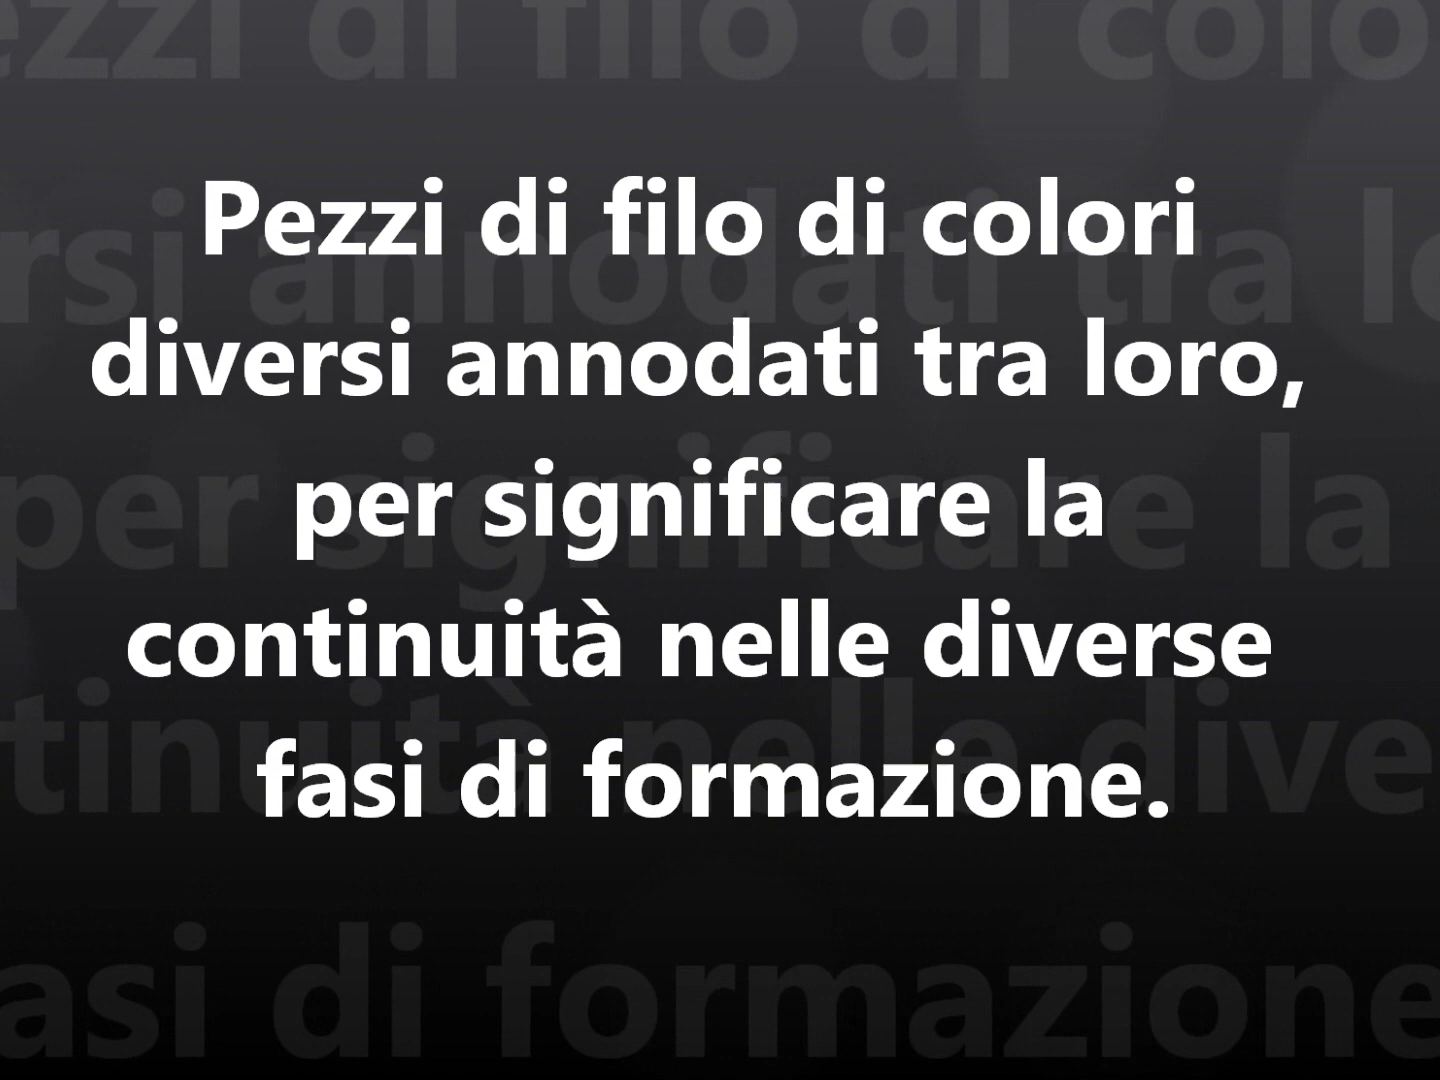 Pezzi di filo di colori
diversi annodati tra loro,
per significare la
continuità nelle diverse
fasi di formazione.